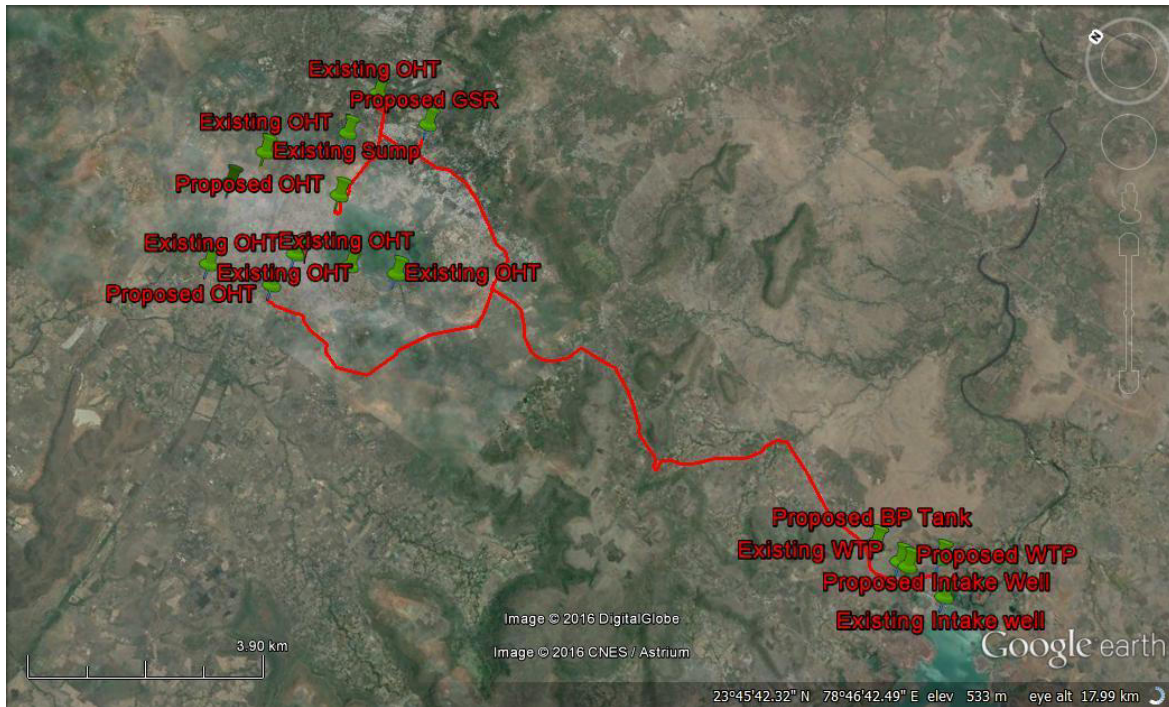 N
Existing OHT
Proposed GSR
Existing OHT
Existing Sump
Proposed OHT
Existing OHT
Existing OHT
Existing OHT
Existing OHT
Proposed OHT
Proposed BP Tank
Existing WTP
Proposed WTP
Proposed Intake Well
Existing Intake well
Image © 2016 DigitalGlobe
Google earth
3.90 km
Image © 2016 CNES / Astrium
23°45'42.32" N 78°46'42.49" E elev 533 m eye alt 17.99 km